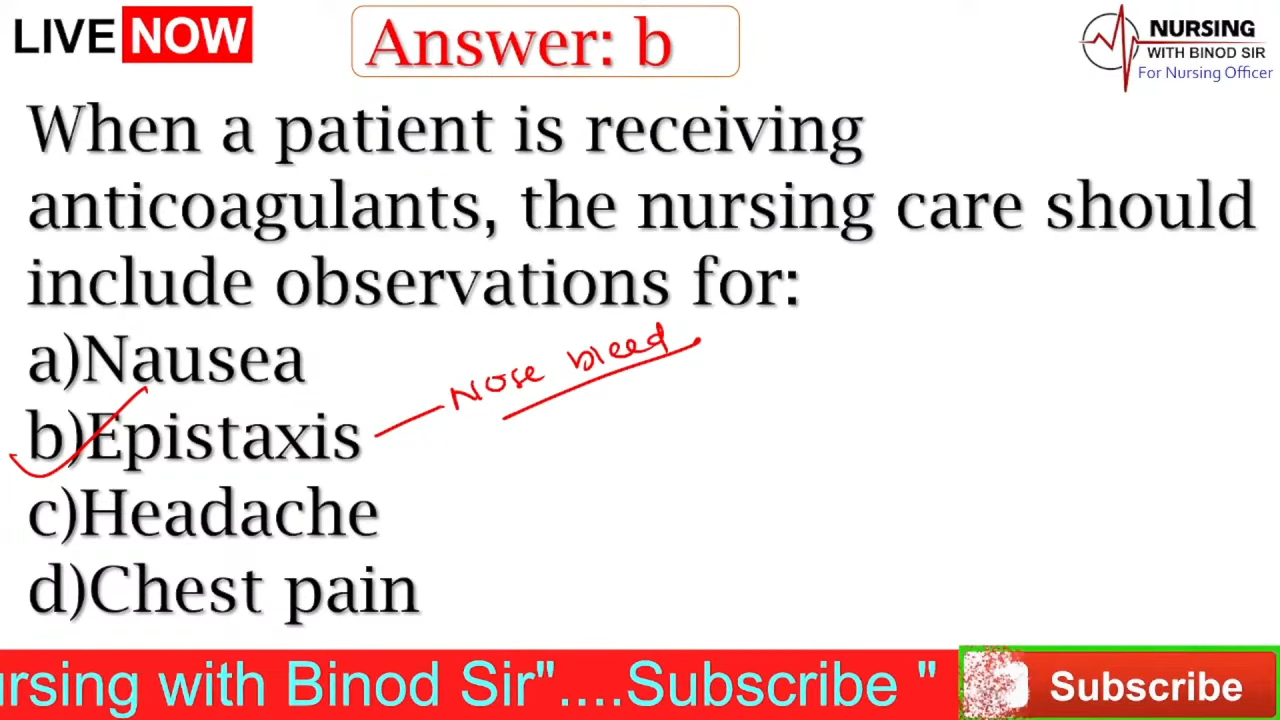 LIVE NOW
Answer: b
NURSING
WITH BINOD SIR
For Nursing Officer
When a patient is receiving
anticoagulants, the nursing care should
include observations for:
a)Nausea
b)Epistaxis
Nose bleed
c)Headache
d)Chest pain
ursing with Binod Sir"....Subscribe "
Subscribe